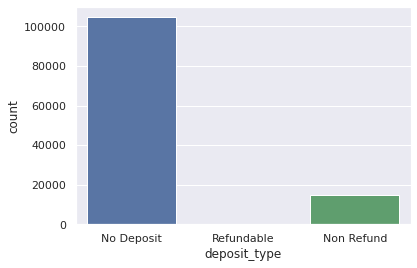 100000
80000
60000
40000
20000
0
count
No Deposit
Refundable
Non Refund
deposit_type